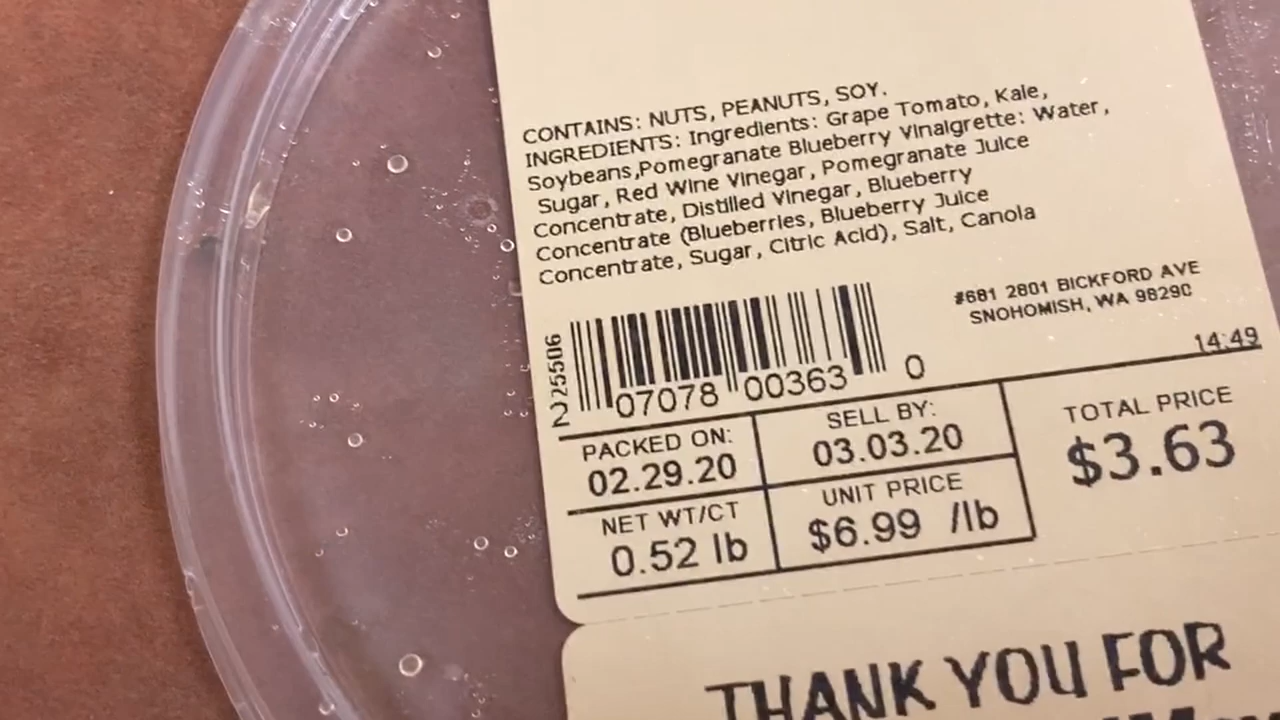 CONTAINS: NUTS, PEANUTS, SOY.
INGREDIENTS: Ingredients: Grape Tomato, Kale,
Soybeans,Pomegranate Blueberry Vinaigrette: Water,
Sugar, Red Wine Vinegar, Pomegranate Juice
Concentrate, Distilled Vinegar, Blueberry
Concentrate (Blueberries, Blueberry Juice
Concentrate, Sugar, Citric Acid), Salt, Canola
#681 2801 BICKFORD AVE
SNOHOMISH, WA 98290
14:49
2 25506 07078 00363 0
PACKED ON:
02.29.20
SELL BY:
03.03.20
TOTAL PRICE
$3.63
NET WT/CT
0.52 lb
UNIT PRICE
$6.99 /lb
THANK YOU FOR